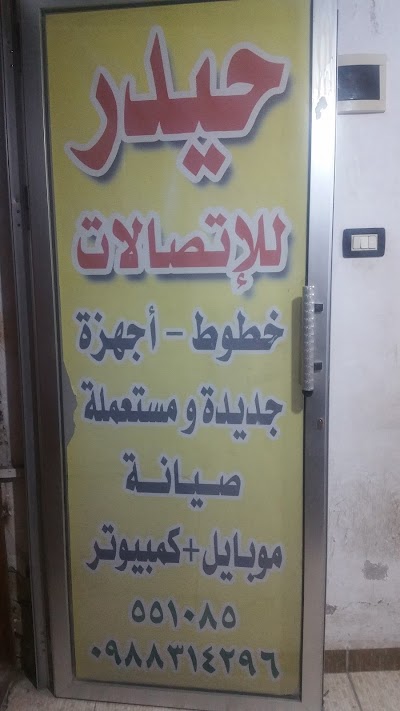 حيدر
للإتصالات
خطوط - أجهزة
جديدة و مستعملة
صيانة
موبايل + كمبيوتر
٥٥١٠٨٥
٠٩٨٨٣١٤٢٩٦